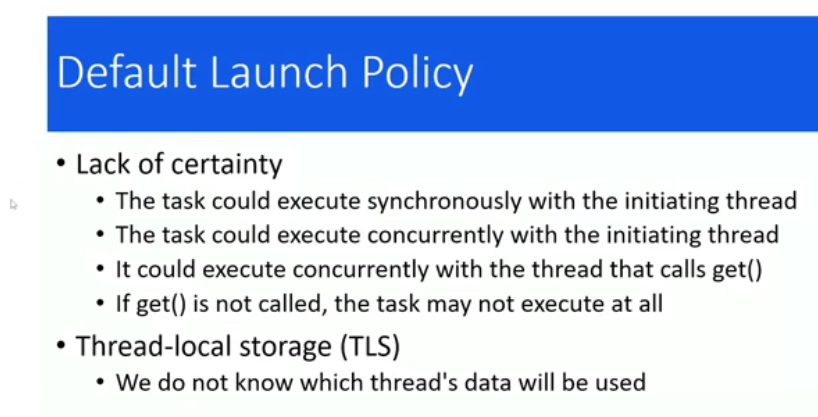 Default Launch Policy
• Lack of certainty
• The task could execute synchronously with the initiating thread
• The task could execute concurrently with the initiating thread
• It could execute concurrently with the thread that calls get()
• If get() is not called, the task may not execute at all
• Thread-local storage (TLS)
• We do not know which thread's data will be used